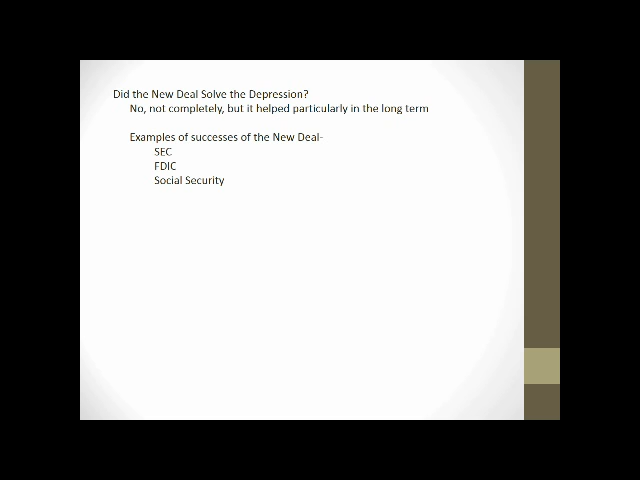 Did the New Deal Solve the Depression?
No, not completely, but it helped particularly in the long term
Examples of successes of the New Deal-
SEC
FDIC
Social Security